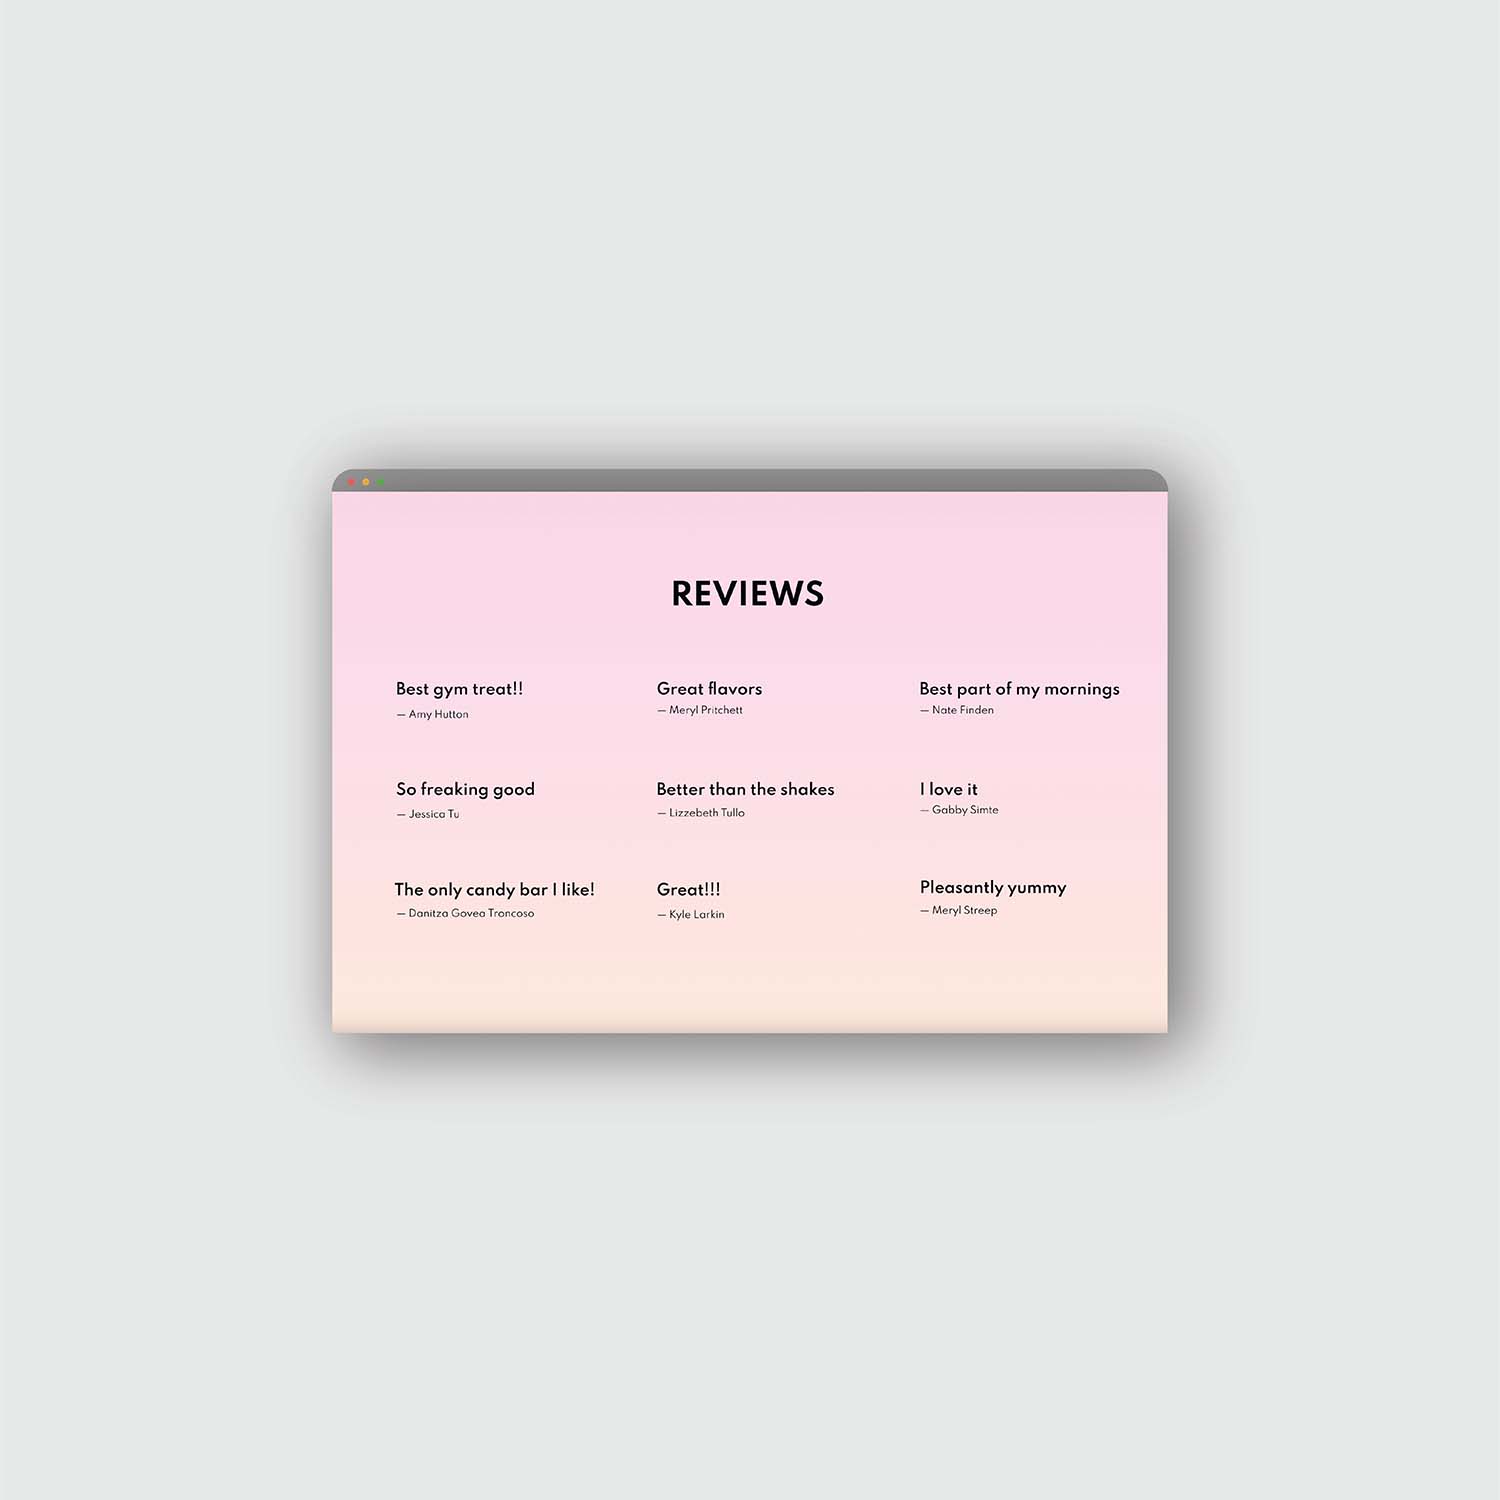 REVIEWS
Best gym treat!!
— Amy Hutton
Great flavors
— Meryl Pritchett
Best part of my mornings
— Nate Finden
So freaking good
— Jessica Tu
Better than the shakes
— Lizzebeth Tullo
I love it
— Gabby Simte
The only candy bar I like!
— Danitza Govea Troncoso
Great!!!
— Kyle Larkin
Pleasantly yummy
— Meryl Streep